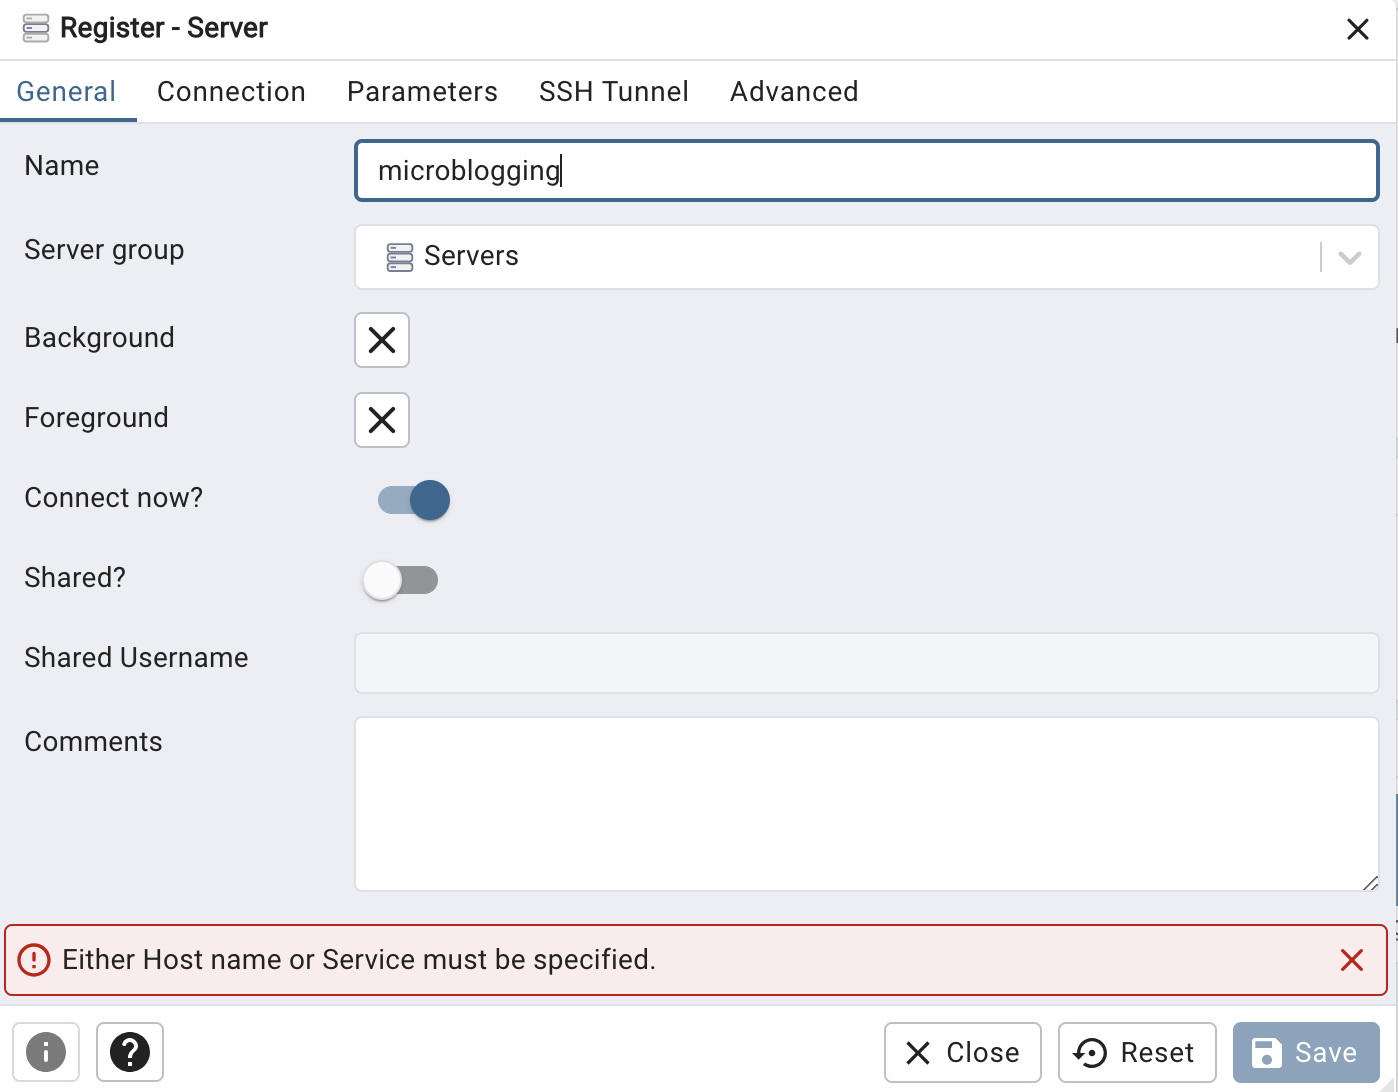 Register - Server
General Connection Parameters SSH Tunnel Advanced
Name microblogging
Server group Servers
Background
Foreground
Connect now?
Shared?
Shared Username
Comments
Either Host name or Service must be specified.
Close Reset Save